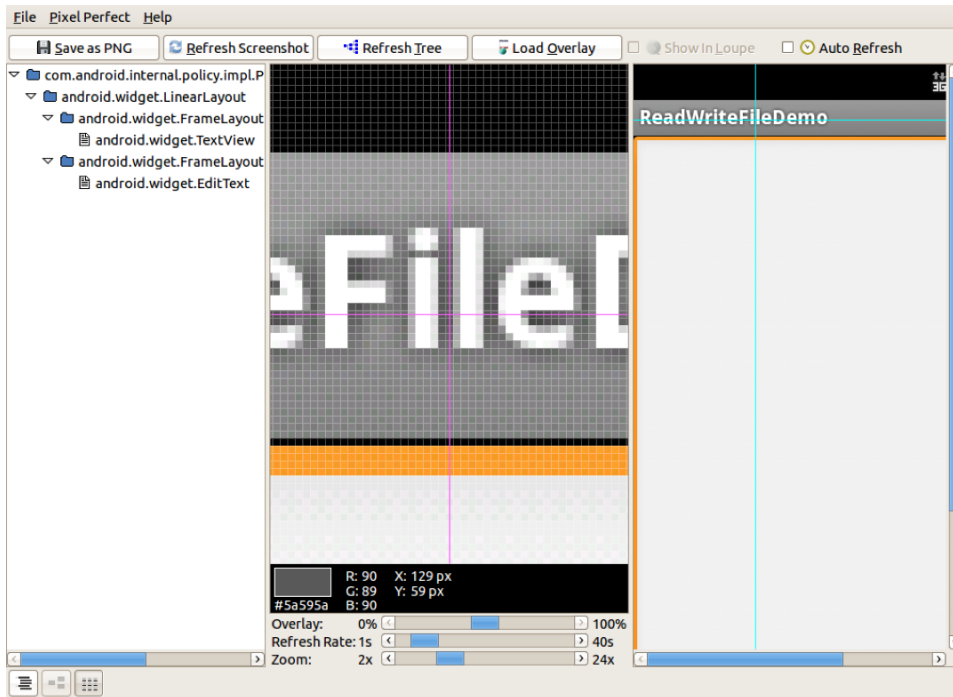 File Pixel Perfect Help
Save as PNG Refresh Screenshot Refresh Tree Load Overlay Show In Loupe Auto Refresh
com.android.internal.policy.impl.P
android.widget.LinearLayout
android.widget.FrameLayout
android.widget.TextView
android.widget.FrameLayout
android.widget.EditText
eFile
3G
ReadWriteFileDemo
R: 90 X: 129 px
G: 89 Y: 59 px
#5a595a B: 90
Overlay: 0% 100%
Refresh Rate: 1s 40s
Zoom: 2x 24x